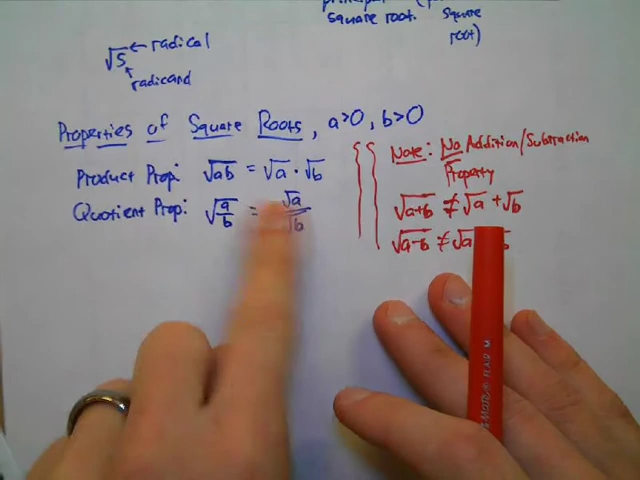 square root.
square
root)
√5 ← radical
radicand
Properties of Square Roots, a>0, b>0
Product Prop: √ab = √a · √b
Quotient Prop: √a/b = √a/√b
Note: No Addition/Subtraction
Property
√a+b ≠ √a + √b
√a-b ≠ √a